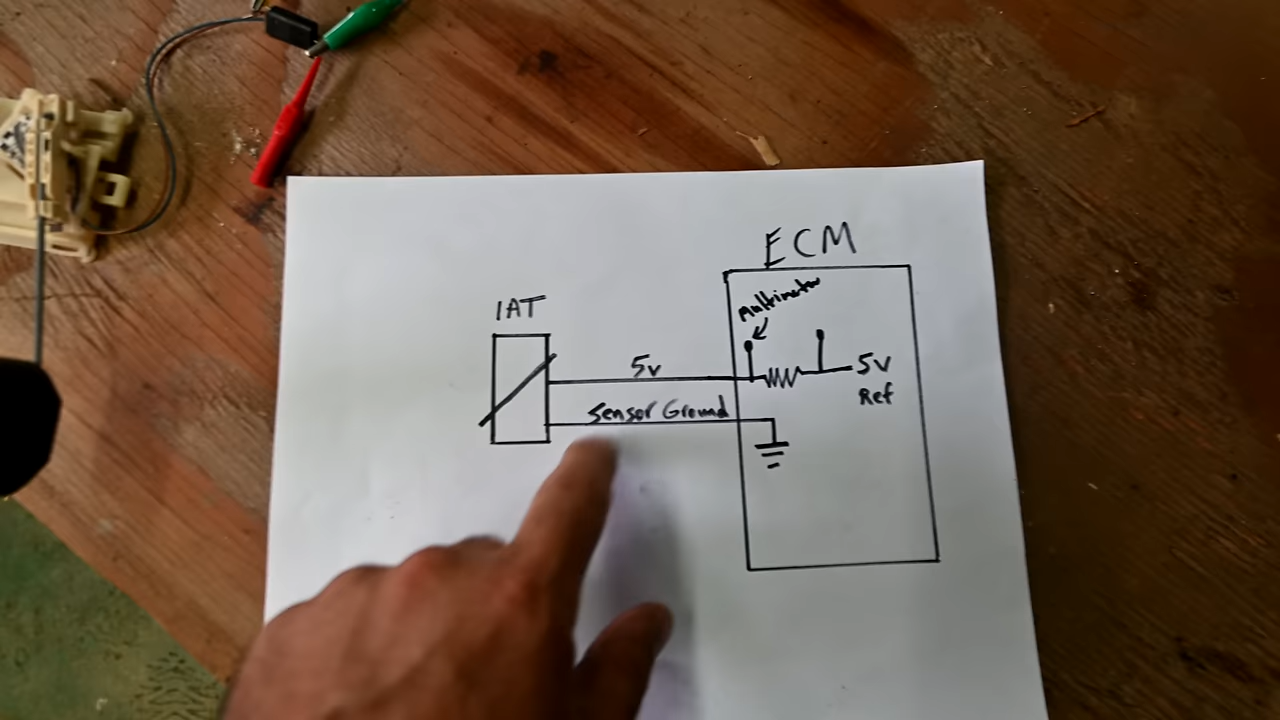 ECM
Multimeter
IAT
5v
5v
Ref
Sensor Ground